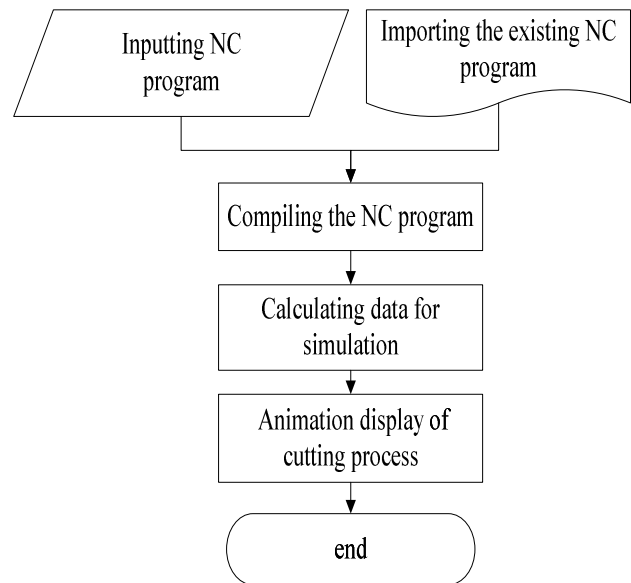 Inputting NC
program
Importing the existing NC
program
Compiling the NC program
Calculating data for
simulation
Animation display of
cutting process
end